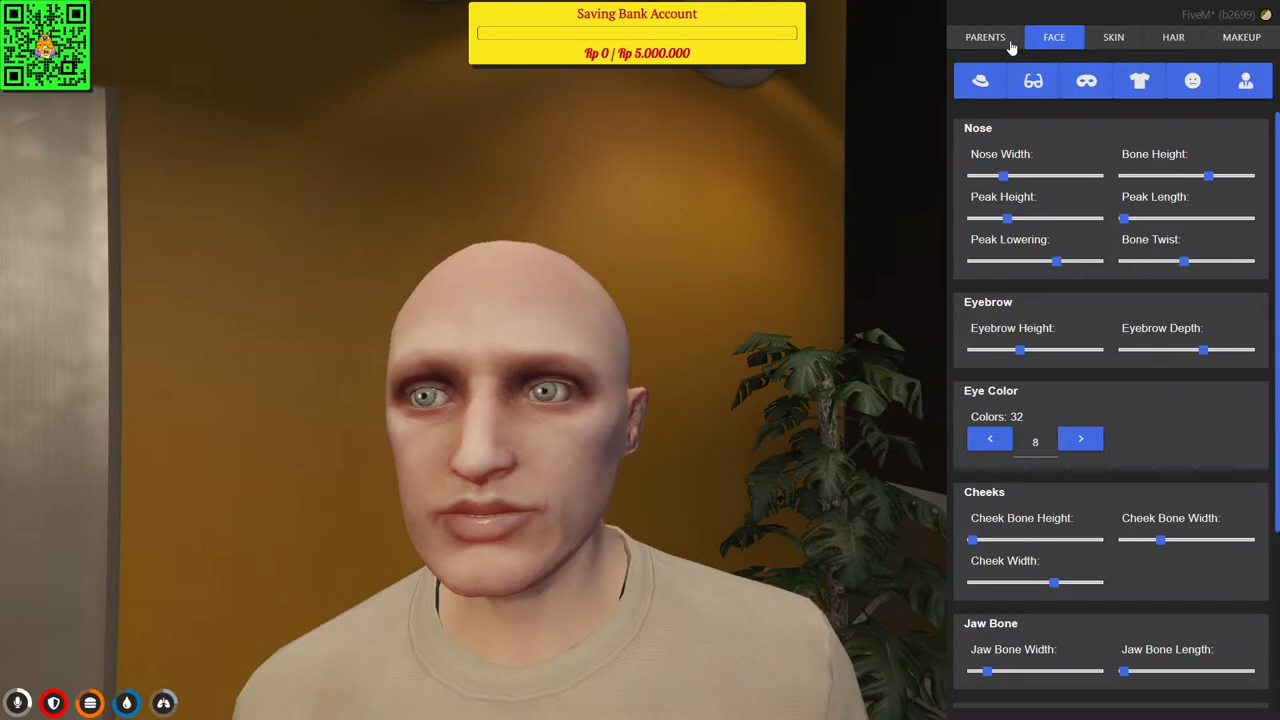 Saving Bank Account
Rp 0 / Rp 5.000.000
FiveM* (b2699)
PARENTS FACE SKIN HAIR MAKEUP
Nose
Nose Width: Bone Height:
Peak Height: Peak Length:
Peak Lowering: Bone Twist:
Eyebrow
Eyebrow Height: Eyebrow Depth:
Eye Color
Colors: 32
< 8 >
Cheeks
Cheek Bone Height: Cheek Bone Width:
Cheek Width:
Jaw Bone
Jaw Bone Width: Jaw Bone Length: